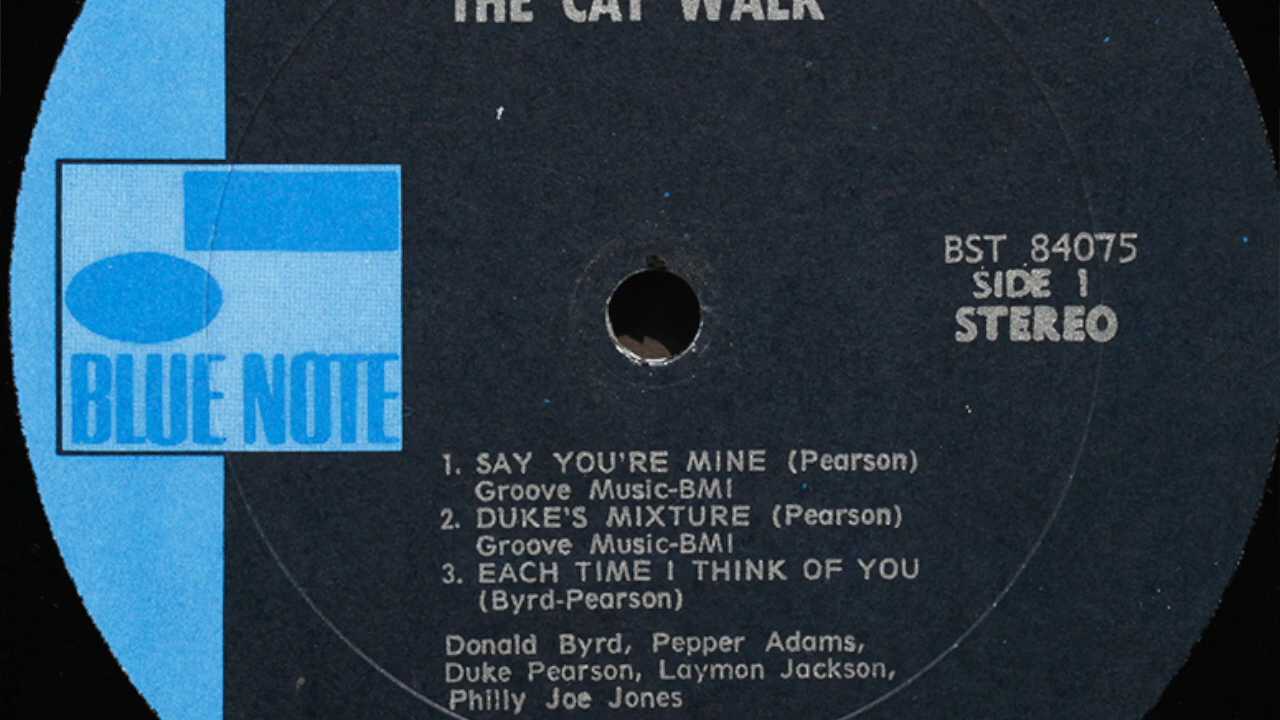 THE CAT WALK
BLUE NOTE
BST 84075
SIDE 1
STEREO
1. SAY YOU'RE MINE (Pearson)
Groove Music-BMI
2. DUKE'S MIXTURE (Pearson)
Groove Music-BMI
3. EACH TIME I THINK OF YOU
(Byrd-Pearson)
Donald Byrd, Pepper Adams,
Duke Pearson, Laymon Jackson,
Philly Joe Jones